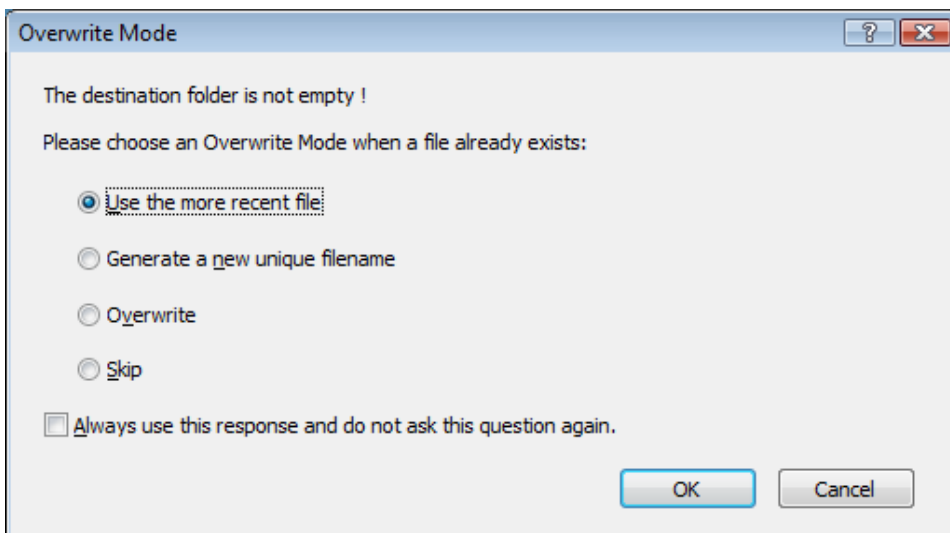 Overwrite Mode
The destination folder is not empty !
Please choose an Overwrite Mode when a file already exists:
Use the more recent file
Generate a new unique filename
Overwrite
Skip
Always use this response and do not ask this question again.
OK Cancel